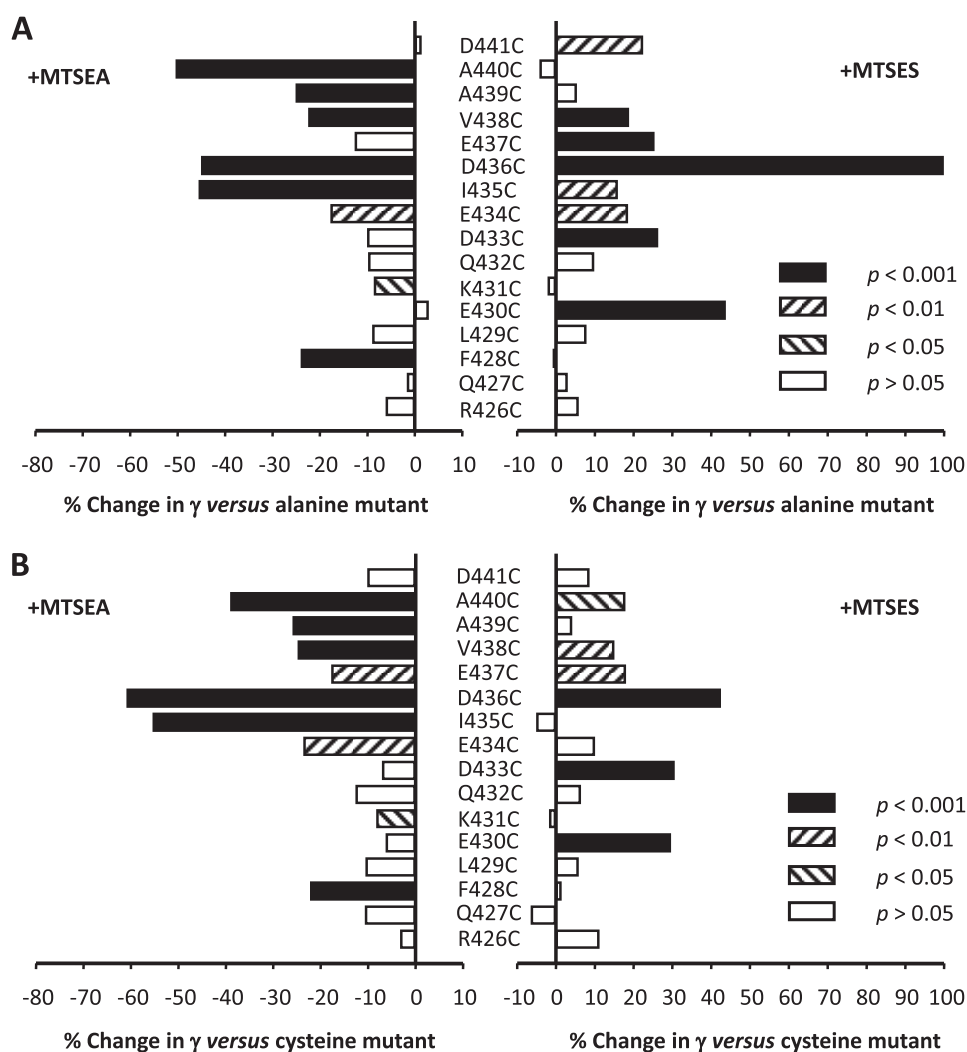 A
+MTSEA
+MTSES
D441C
A440C
A439C
V438C
E437C
D436C
I435C
E434C
D433C
Q432C
K431C
E430C
L429C
F428C
Q427C
R426C
p < 0.001
p < 0.01
p < 0.05
p > 0.05
-80 -70 -60 -50 -40 -30 -20 -10 0 10
-10 0 10 20 30 40 50 60 70 80 90 100
% Change in γ versus alanine mutant
% Change in γ versus alanine mutant
B
+MTSEA
+MTSES
D441C
A440C
A439C
V438C
E437C
D436C
I435C
E434C
D433C
Q432C
K431C
E430C
L429C
F428C
Q427C
R426C
p < 0.001
p < 0.01
p < 0.05
p > 0.05
-80 -70 -60 -50 -40 -30 -20 -10 0 10
-10 0 10 20 30 40 50 60 70 80 90 100
% Change in γ versus cysteine mutant
% Change in γ versus cysteine mutant